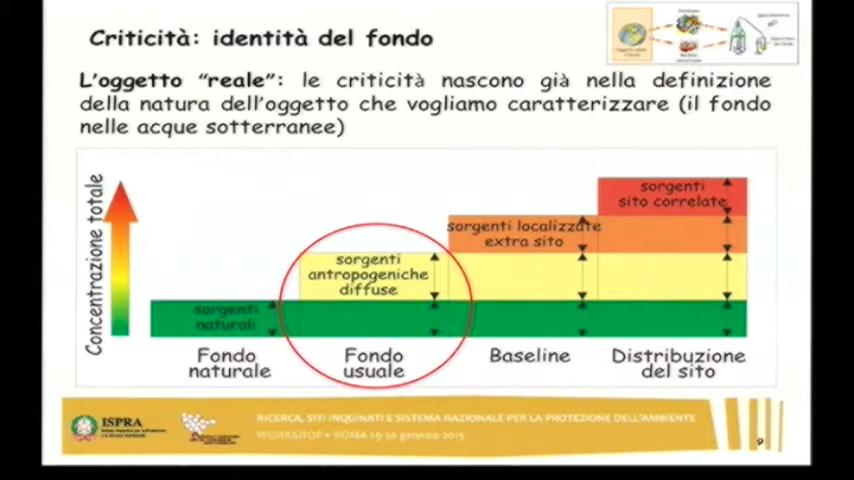 Criticità: identità del fondo
L'oggetto "reale": le criticità nascono già nella definizione
della natura dell'oggetto che vogliamo caratterizzare (il fondo
nelle acque sotterranee)
Concentrazione totale
sorgenti
sito correlate
sorgenti localizzate
extra sito
sorgenti
antropogeniche
diffuse
sorgenti
naturali
Fondo
naturale
Fondo
usuale
Baseline
Distribuzione
del sito
ISPRA
RICERCA, SITI INQUINATI E SISTEMA NAZIONALE PER LA PROTEZIONE DELL'AMBIENTE
WORKSHOP • ROMA 29-30 gennaio 2015
9